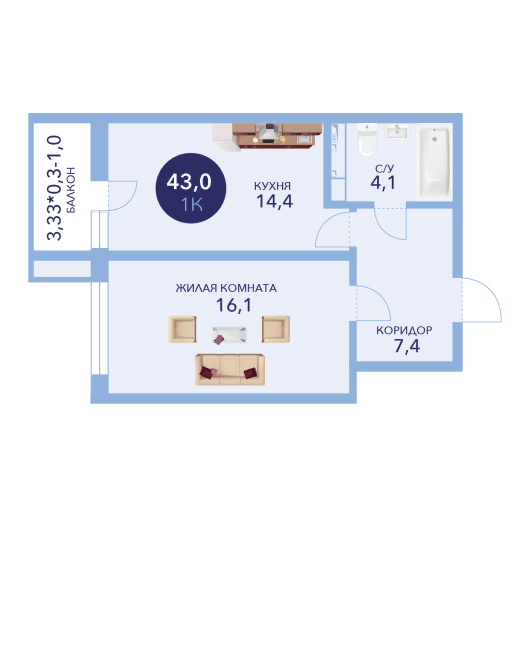 3,33*0,3-1,0
БАЛКОН
43,0
1К
КУХНЯ
14,4
С/У
4,1
ЖИЛАЯ КОМНАТА
16,1
КОРИДОР
7,4